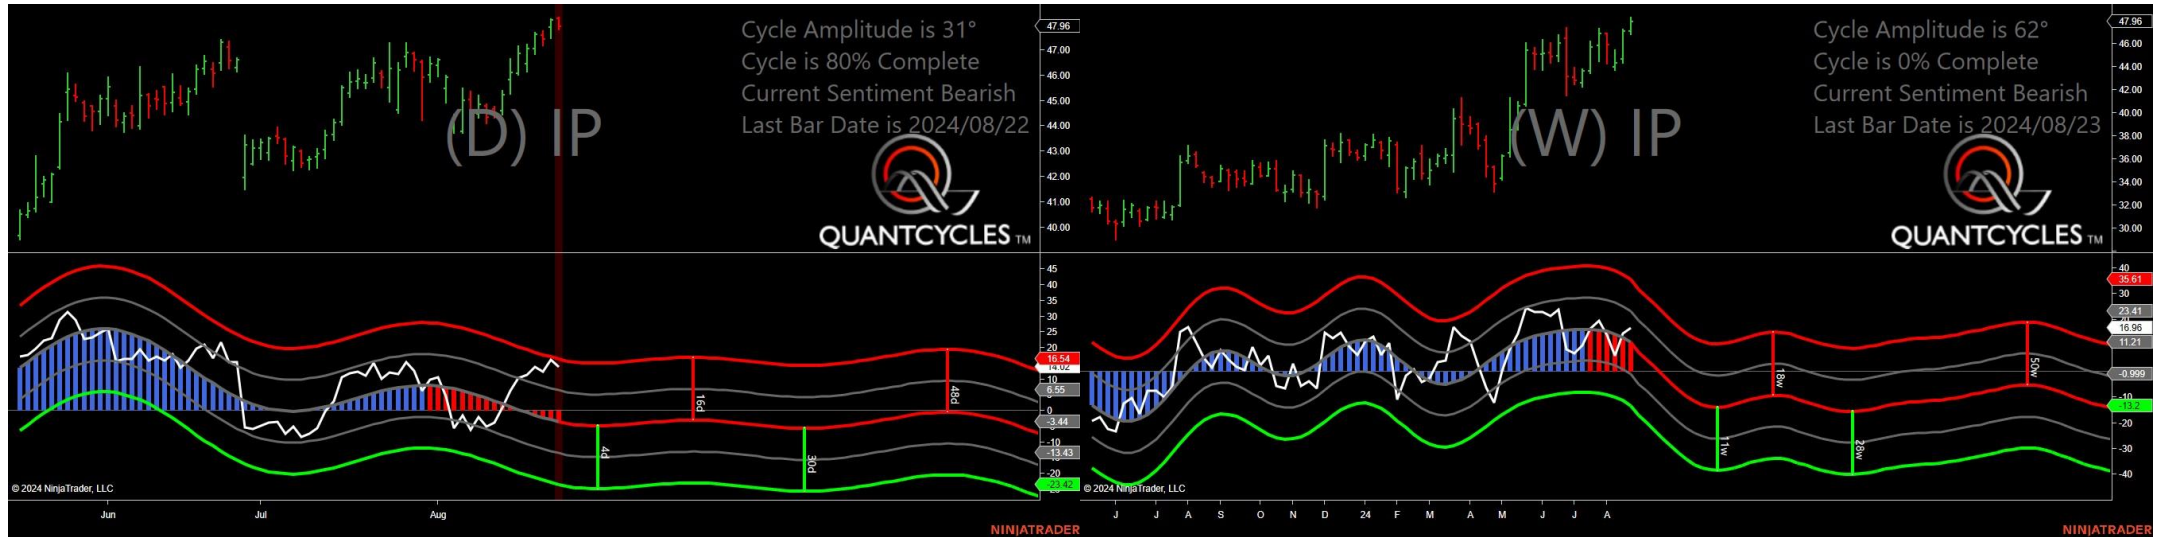 Cycle Amplitude is 31°
Cycle is 80% Complete
Current Sentiment Bearish
Last Bar Date is 2024/08/22
(D) IP
QUANTCYCLES TM
47.96
47.00
46.00
45.00
44.00
43.00
42.00
41.00
40.00
45
40
35
30
25
20
16.54
14.02
10
6.55
0
-3.44
-10
-13.43
-20
-23.42
4d
16d
30d
48d
© 2024 NinjaTrader, LLC
Jun
Jul
Aug
NINJATRADER
Cycle Amplitude is 62°
Cycle is 0% Complete
Current Sentiment Bearish
Last Bar Date is 2024/08/23
(W) IP
QUANTCYCLES TM
47.96
46.00
44.00
42.00
40.00
38.00
36.00
34.00
32.00
30.00
40
35.61
30
23.41
16.96
11.21
-0.999
-10
-13.2
-20
-30
-40
11w
18w
28w
50w
© 2024 NinjaTrader, LLC
J J A S O N D 24 F M A M J J A
NINJATRADER